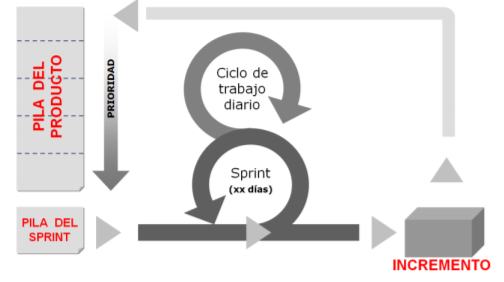 PILA DEL
PRODUCTO
PRIORIDAD
Ciclo de
trabajo
diario
Sprint
(xx días)
PILA DEL
SPRINT
INCREMENTO